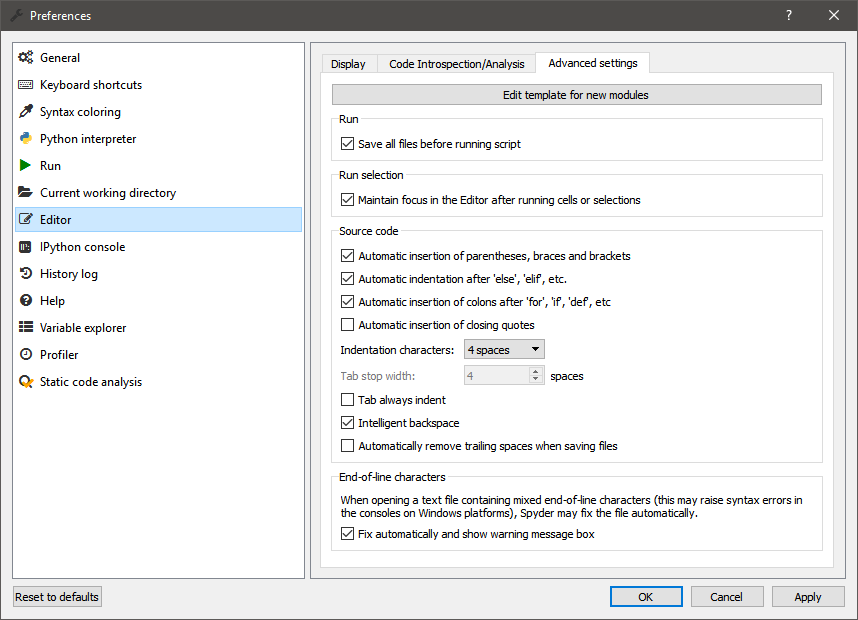 Preferences
?
General
Keyboard shortcuts
Syntax coloring
Python interpreter
Run
Current working directory
Editor
IPython console
History log
Help
Variable explorer
Profiler
Static code analysis
Display
Code Introspection/Analysis
Advanced settings
Edit template for new modules
Run
Save all files before running script
Run selection
Maintain focus in the Editor after running cells or selections
Source code
Automatic insertion of parentheses, braces and brackets
Automatic indentation after 'else', 'elif', etc.
Automatic insertion of colons after 'for', 'if', 'def', etc
Automatic insertion of closing quotes
Indentation characters: 4 spaces
Tab stop width: 4 spaces
Tab always indent
Intelligent backspace
Automatically remove trailing spaces when saving files
End-of-line characters
When opening a text file containing mixed end-of-line characters (this may raise syntax errors in
the consoles on Windows platforms), Spyder may fix the file automatically.
Fix automatically and show warning message box
Reset to defaults
OK
Cancel
Apply